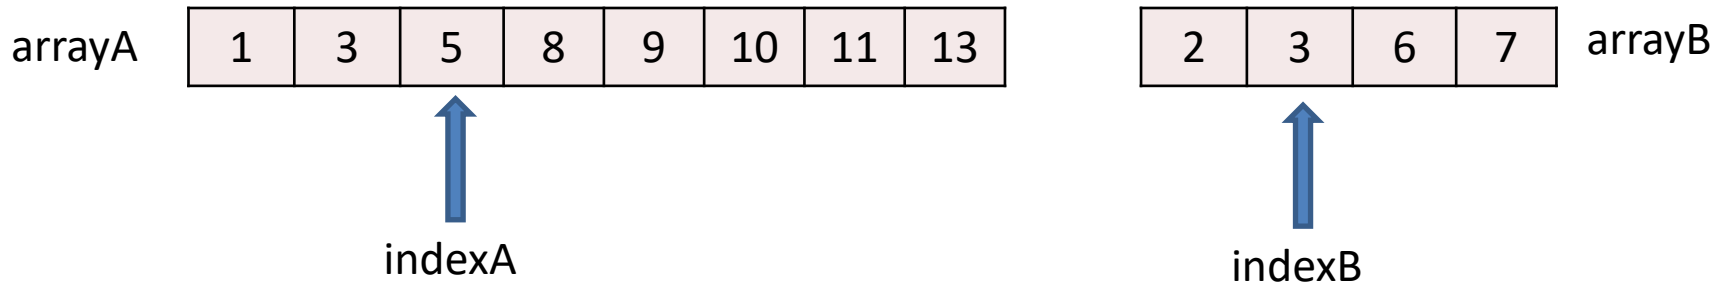 arrayA 1 3 5 8 9 10 11 13 2 3 6 7 arrayB
indexA indexB